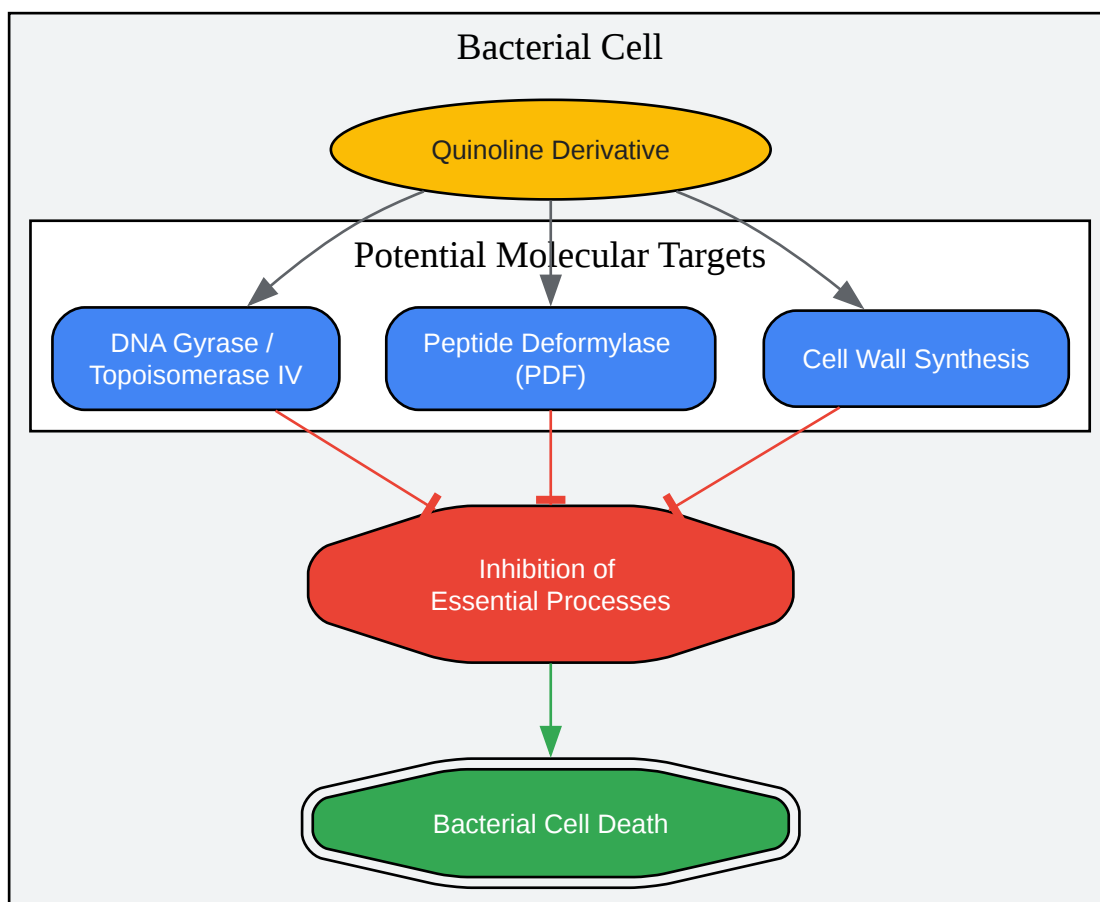 Bacterial Cell
Quinoline Derivative
Potential Molecular Targets
DNA Gyrase /
Topoisomerase IV
Peptide Deformylase
(PDF)
Cell Wall Synthesis
Inhibition of
Essential Processes
Bacterial Cell Death